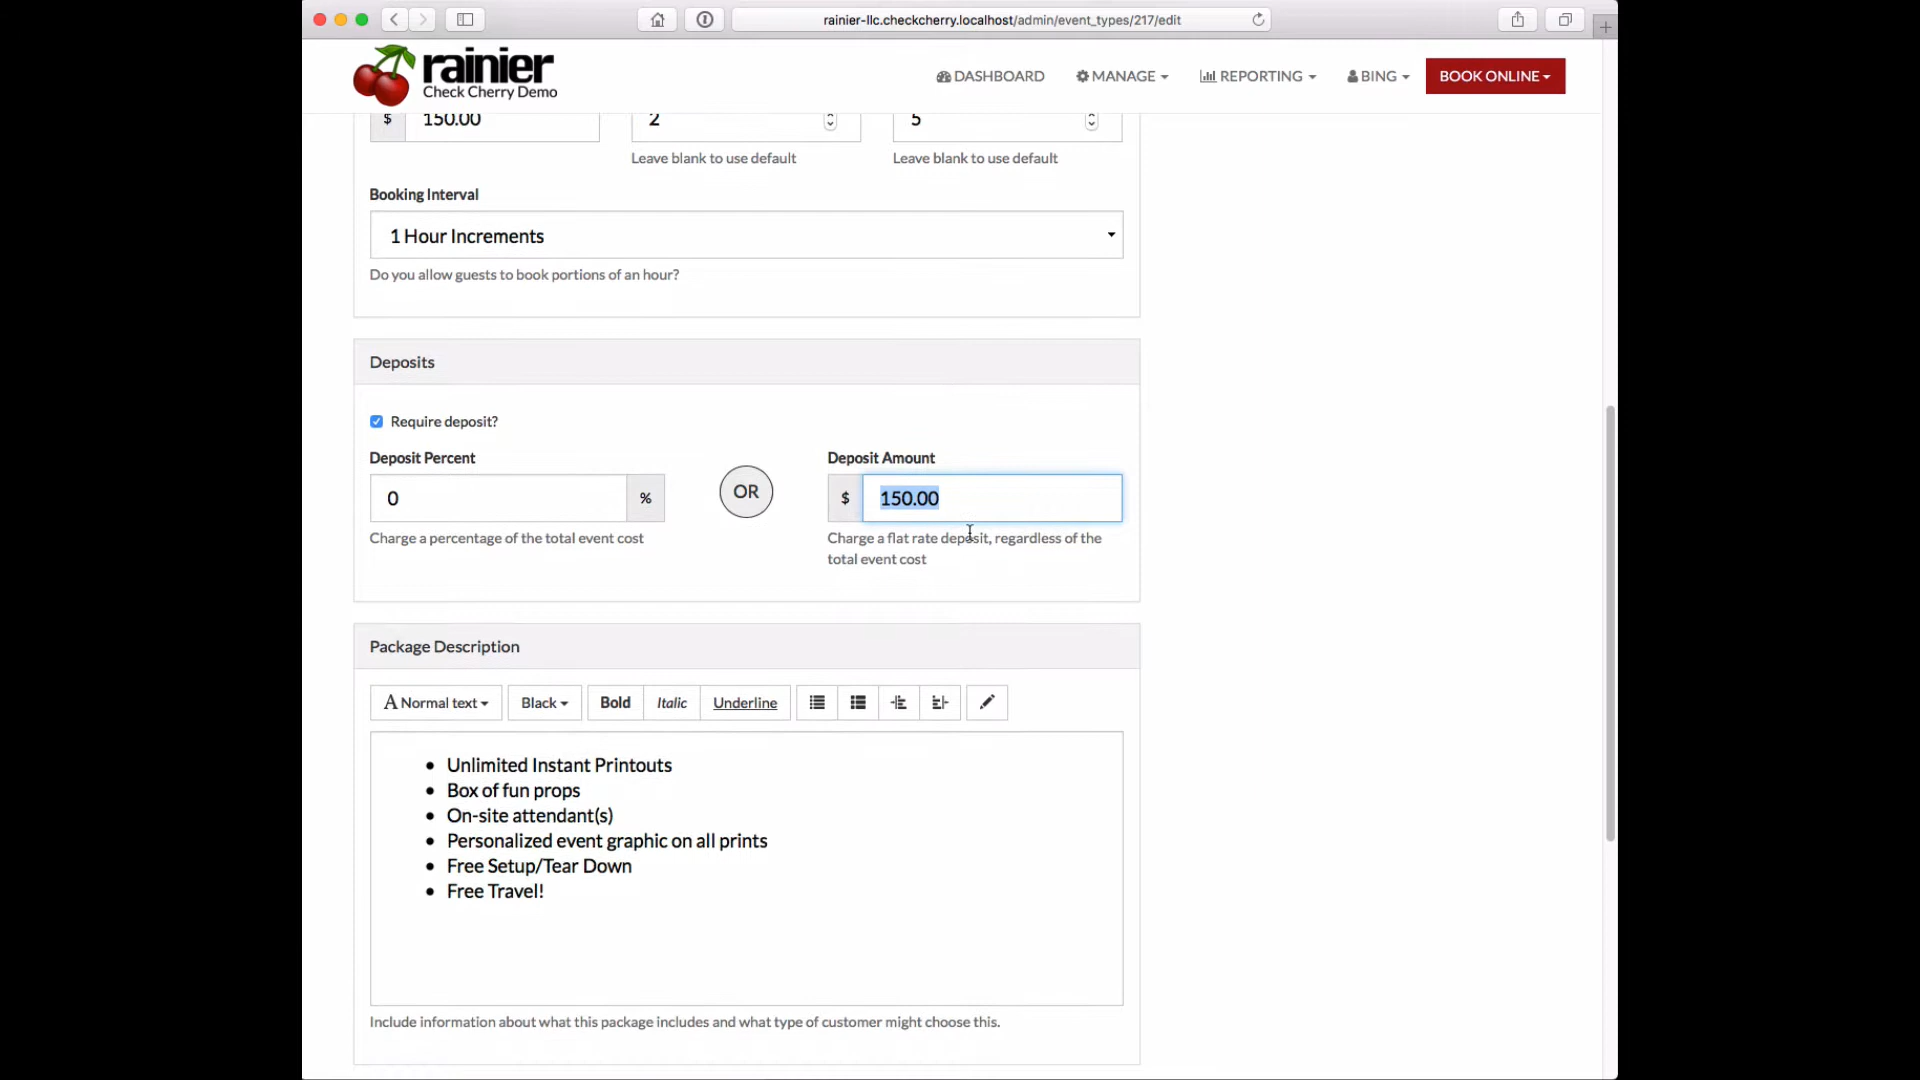 rainier-llc.checkcherry.localhost/admin/event_types/217/edit
rainier
Check Cherry Demo
DASHBOARD
MANAGE
REPORTING
BING
BOOK ONLINE
$ 150.00
2
5
Leave blank to use default
Leave blank to use default
Booking Interval
1 Hour Increments
Do you allow guests to book portions of an hour?
Deposits
Require deposit?
Deposit Percent
0 %
Charge a percentage of the total event cost
OR
Deposit Amount
$ 150.00
Charge a flat rate deposit, regardless of the
total event cost
Package Description
A Normal text
Black
Bold
Italic
Underline
• Unlimited Instant Printouts
• Box of fun props
• On-site attendant(s)
• Personalized event graphic on all prints
• Free Setup/Tear Down
• Free Travel!
Include information about what this package includes and what type of customer might choose this.